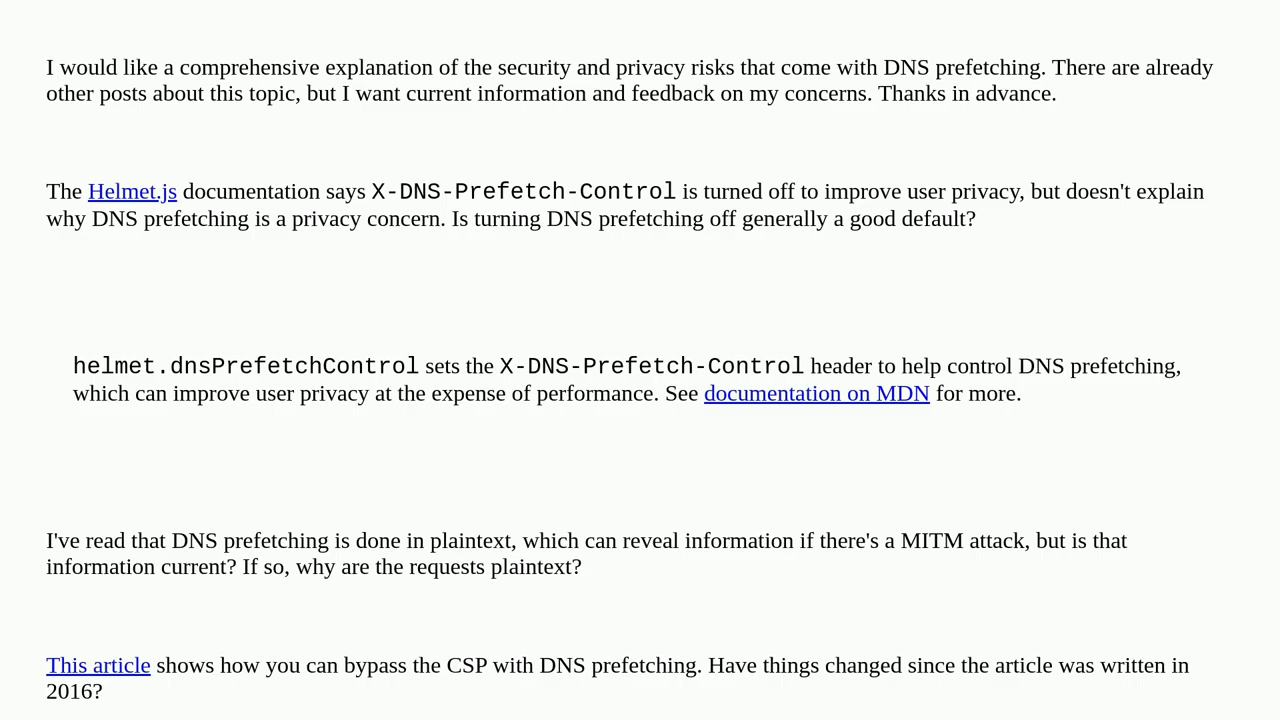 I would like a comprehensive explanation of the security and privacy risks that come with DNS prefetching. There are already
other posts about this topic, but I want current information and feedback on my concerns. Thanks in advance.
The Helmet.js documentation says X-DNS-Prefetch-Control is turned off to improve user privacy, but doesn't explain
why DNS prefetching is a privacy concern. Is turning DNS prefetching off generally a good default?
helmet.dnsPrefetchControl sets the X-DNS-Prefetch-Control header to help control DNS prefetching,
which can improve user privacy at the expense of performance. See documentation on MDN for more.
I've read that DNS prefetching is done in plaintext, which can reveal information if there's a MITM attack, but is that
information current? If so, why are the requests plaintext?
This article shows how you can bypass the CSP with DNS prefetching. Have things changed since the article was written in
2016?